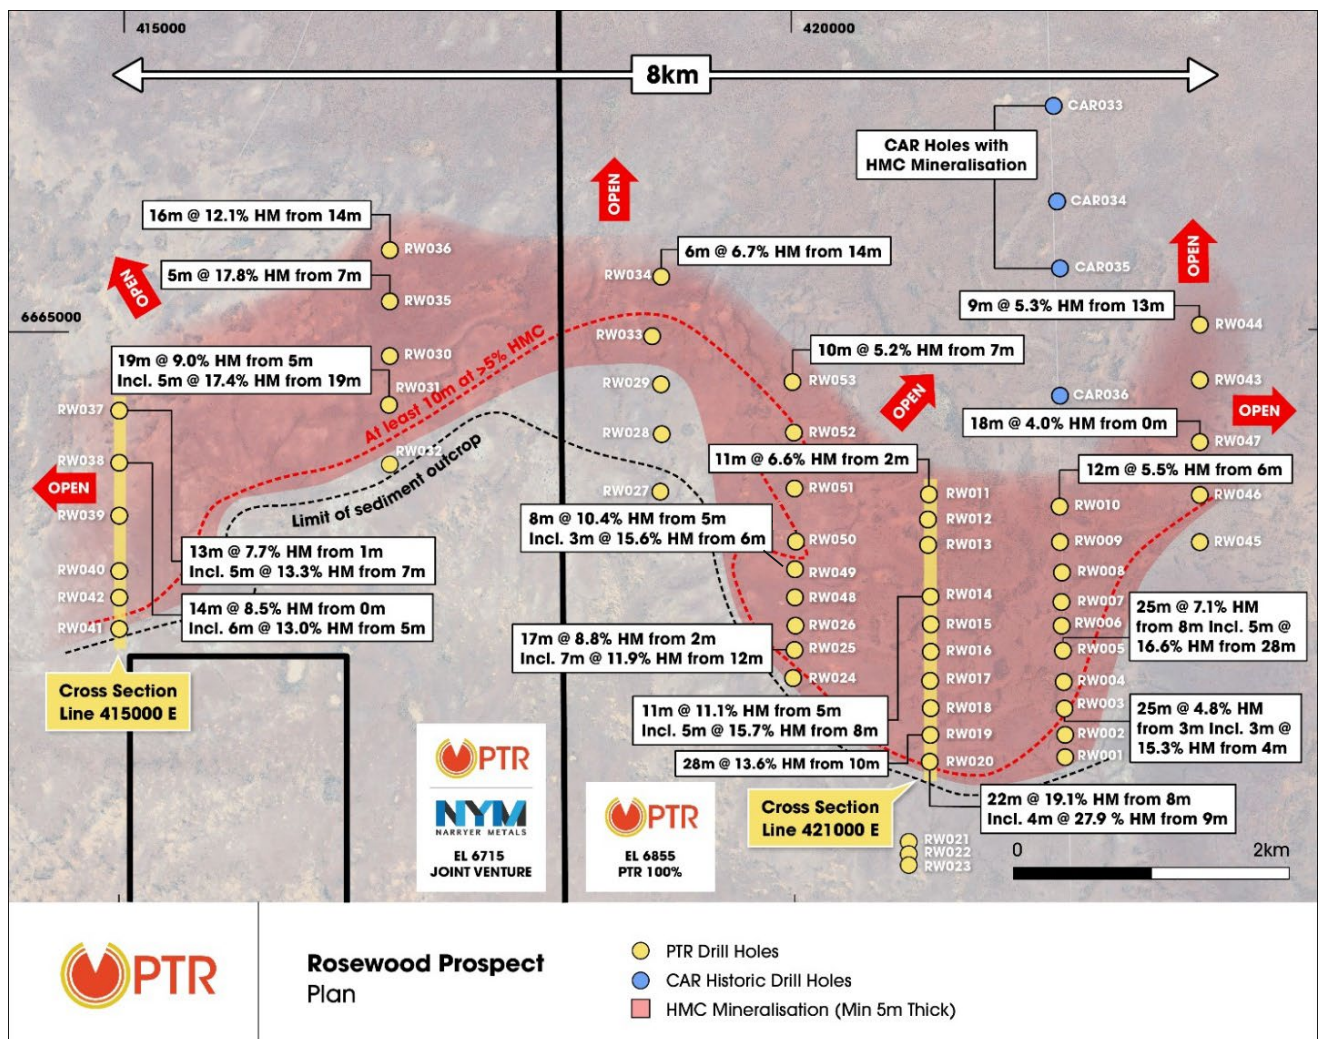 415000
420000
8km
CAR033
CAR Holes with
HMC Mineralisation
CAR034
OPEN
16m @ 12.1% HM from 14m
RW036
6m @ 6.7% HM from 14m
CAR035
OPEN
5m @ 17.8% HM from 7m
OPEN
RW034
RW035
9m @ 5.3% HM from 13m
6665000
RW044
RW033
19m @ 9.0% HM from 5m
Incl. 5m @ 17.4% HM from 19m
RW030
10m @ 5.2% HM from 7m
RW031
At least 10m at >5% HMC
RW029
RW053
RW043
OPEN
CAR036
OPEN
RW037
18m @ 4.0% HM from 0m
RW028
RW052
RW047
RW038
RW032
11m @ 6.6% HM from 2m
12m @ 5.5% HM from 6m
OPEN
Limit of sediment outcrop
RW027
RW051
RW011
RW010
RW046
RW039
8m @ 10.4% HM from 5m
Incl. 3m @ 15.6% HM from 6m
RW012
RW050
RW013
RW009
RW045
13m @ 7.7% HM from 1m
Incl. 5m @ 13.3% HM from 7m
RW040
RW049
RW008
RW042
RW048
RW014
RW007
14m @ 8.5% HM from 0m
Incl. 6m @ 13.0% HM from 5m
25m @ 7.1% HM
from 8m Incl. 5m @
16.6% HM from 28m
RW041
RW026
RW015
RW006
17m @ 8.8% HM from 2m
Incl. 7m @ 11.9% HM from 12m
RW025
RW016
RW005
RW024
RW017
RW004
Cross Section
Line 415000 E
11m @ 11.1% HM from 5m
Incl. 5m @ 15.7% HM from 8m
RW018
RW003
25m @ 4.8% HM
from 3m Incl. 3m @
15.3% HM from 4m
RW019
RW002
28m @ 13.6% HM from 10m
RW020
RW001
PTR
NYM
NARRYER METALS
EL 6715
JOINT VENTURE
PTR
EL 6855
PTR 100%
Cross Section
Line 421000 E
22m @ 19.1% HM from 8m
Incl. 4m @ 27.9 % HM from 9m
RW021
RW022
RW023
0
2km
PTR
Rosewood Prospect
Plan
PTR Drill Holes
CAR Historic Drill Holes
HMC Mineralisation (Min 5m Thick)